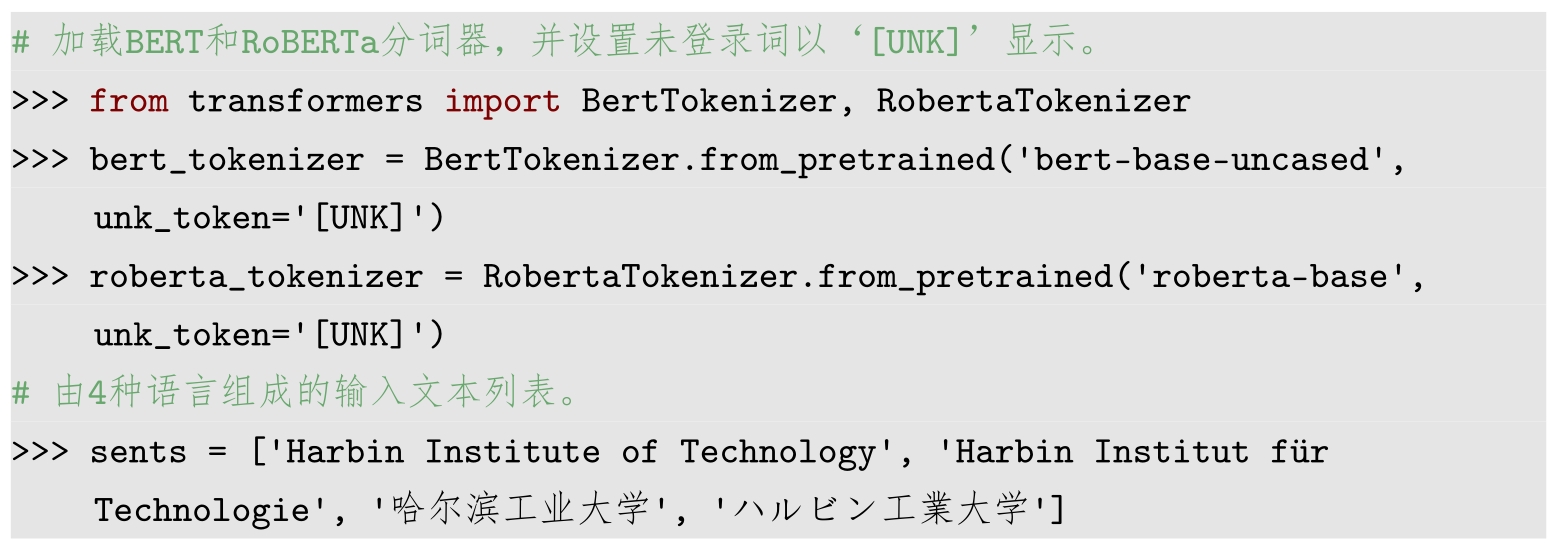 # 加载BERT和RoBERTa分词器，并设置未登录词以‘[UNK]’显示。
>>> from transformers import BertTokenizer, RobertaTokenizer
>>> bert_tokenizer = BertTokenizer.from_pretrained('bert-base-uncased',
unk_token='[UNK]')
>>> roberta_tokenizer = RobertaTokenizer.from_pretrained('roberta-base',
unk_token='[UNK]')
# 由4种语言组成的输入文本列表。
>>> sents = ['Harbin Institute of Technology', 'Harbin Institut für
Technologie', '哈尔滨工业大学', 'ハルビン工業大学']